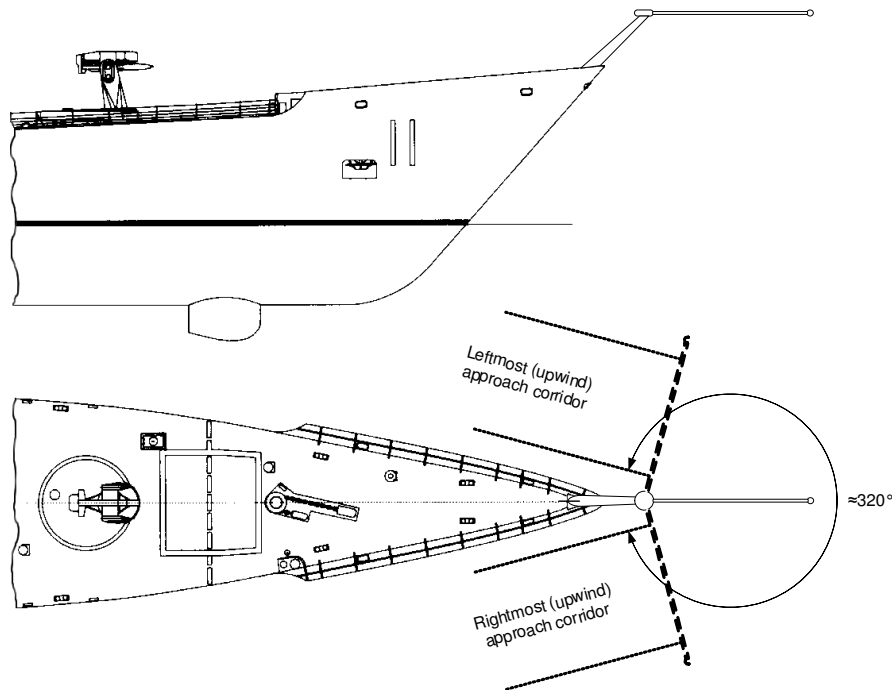 Leftmost (upwind)
approach corridor
≈320°
Rightmost (upwind)
approach corridor